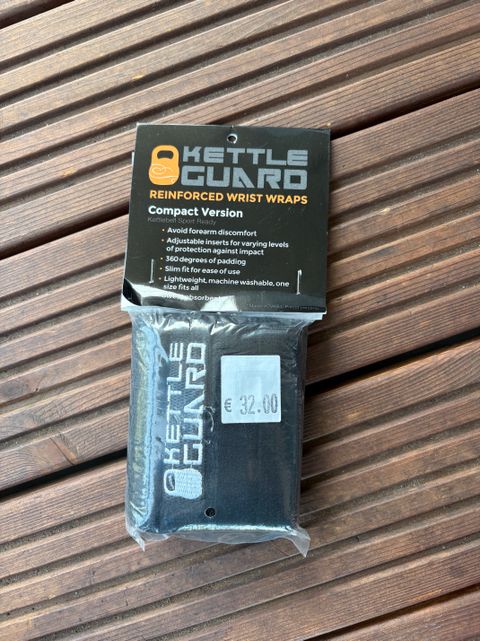 KETTLE
GUARD
REINFORCED WRIST WRAPS
Compact Version
Kettlebell Sport Ready
• Avoid forearm discomfort
• Adjustable inserts for varying levels
of protection against impact
• 360 degrees of padding
• Slim fit for ease of use
• Lightweight, machine washable, one
size fits all
KETTLE
GUARD
€ 32.00